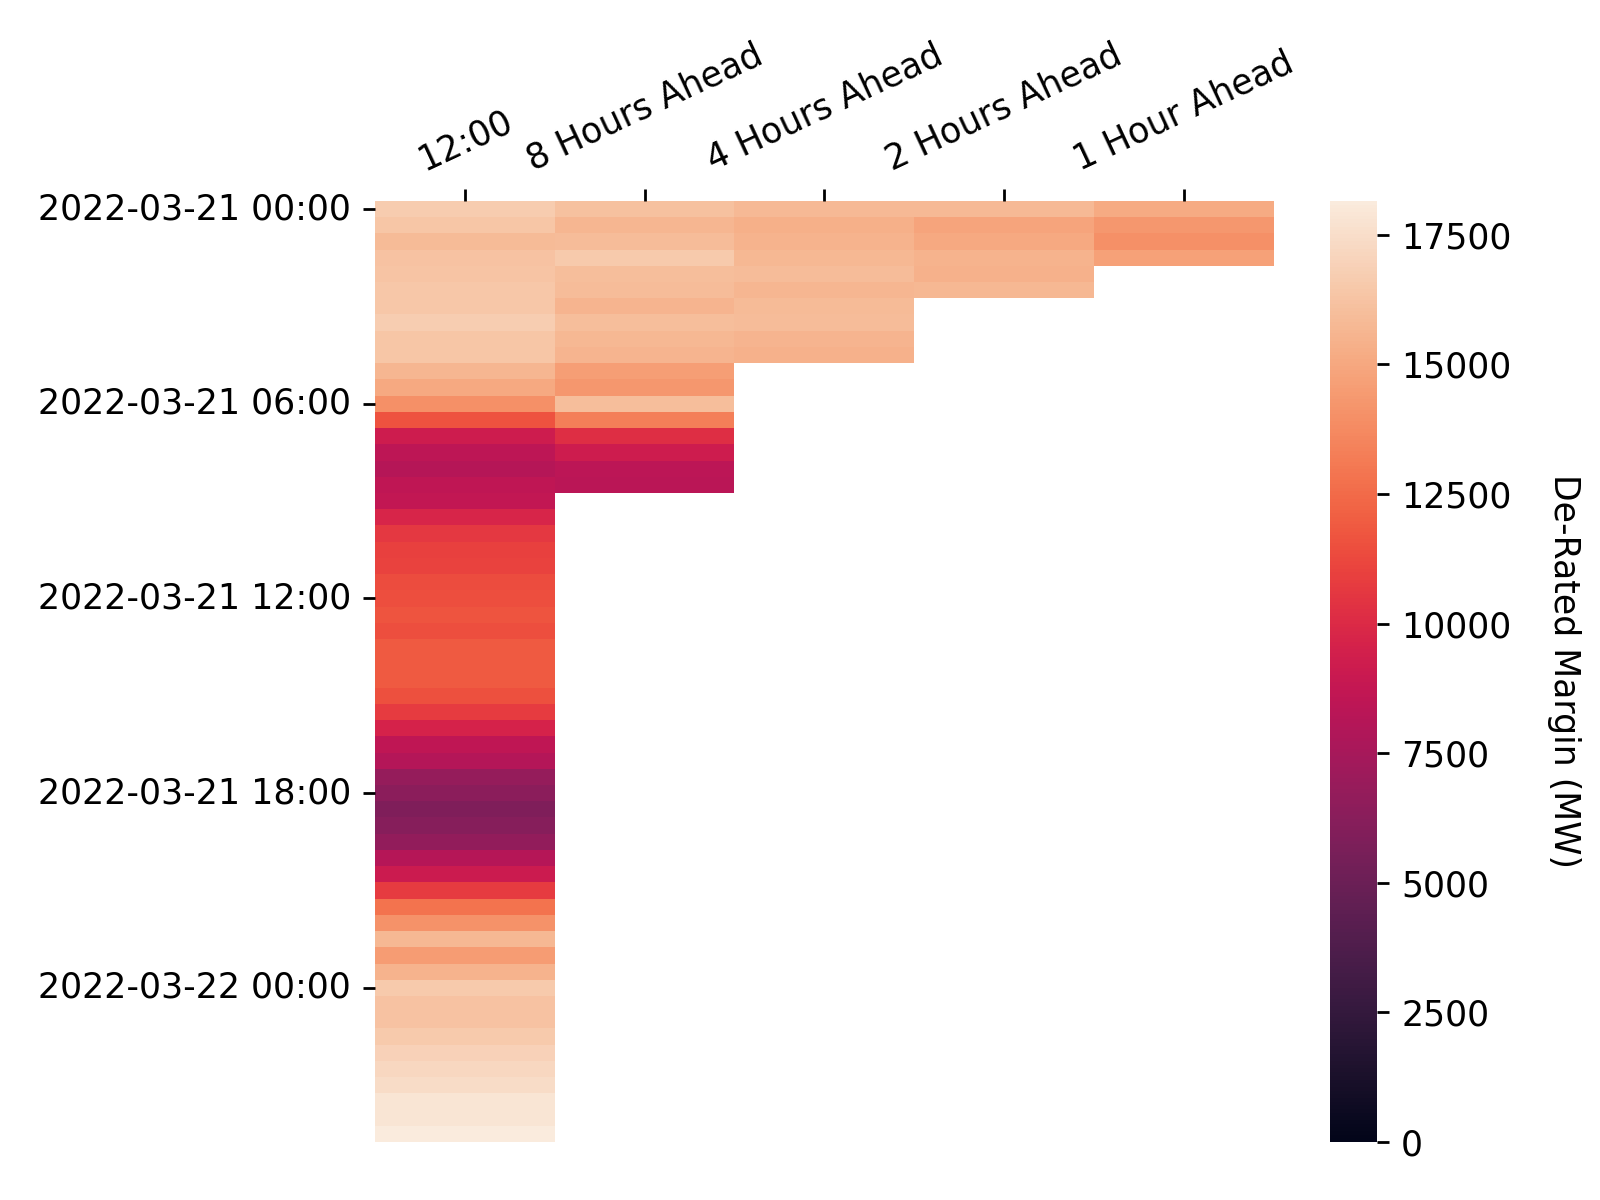 12:00
8 Hours Ahead
4 Hours Ahead
2 Hours Ahead
1 Hour Ahead
2022-03-21 00:00
2022-03-21 06:00
2022-03-21 12:00
2022-03-21 18:00
2022-03-22 00:00
17500
15000
12500
10000
7500
5000
2500
0
De-Rated Margin (MW)